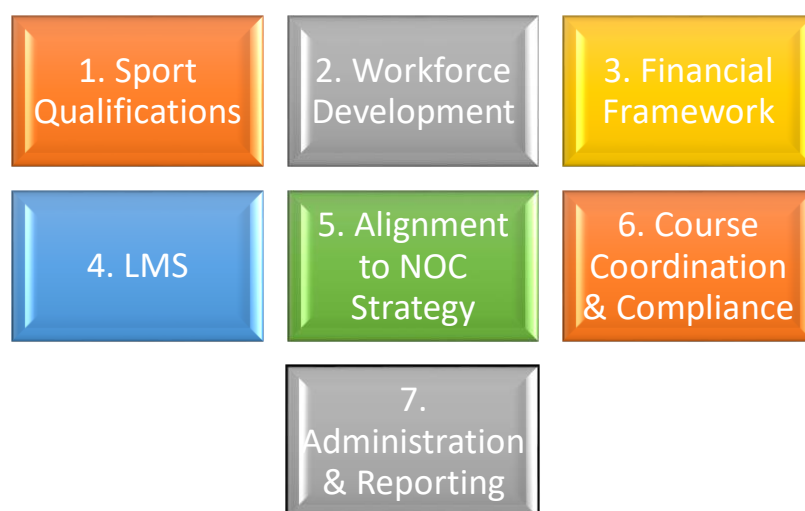 1. Sport
Qualifications
2. Workforce
Development
3. Financial
Framework
4. LMS
5. Alignment
to NOC
Strategy
6. Course
Coordination
& Compliance
7.
Administration
& Reporting